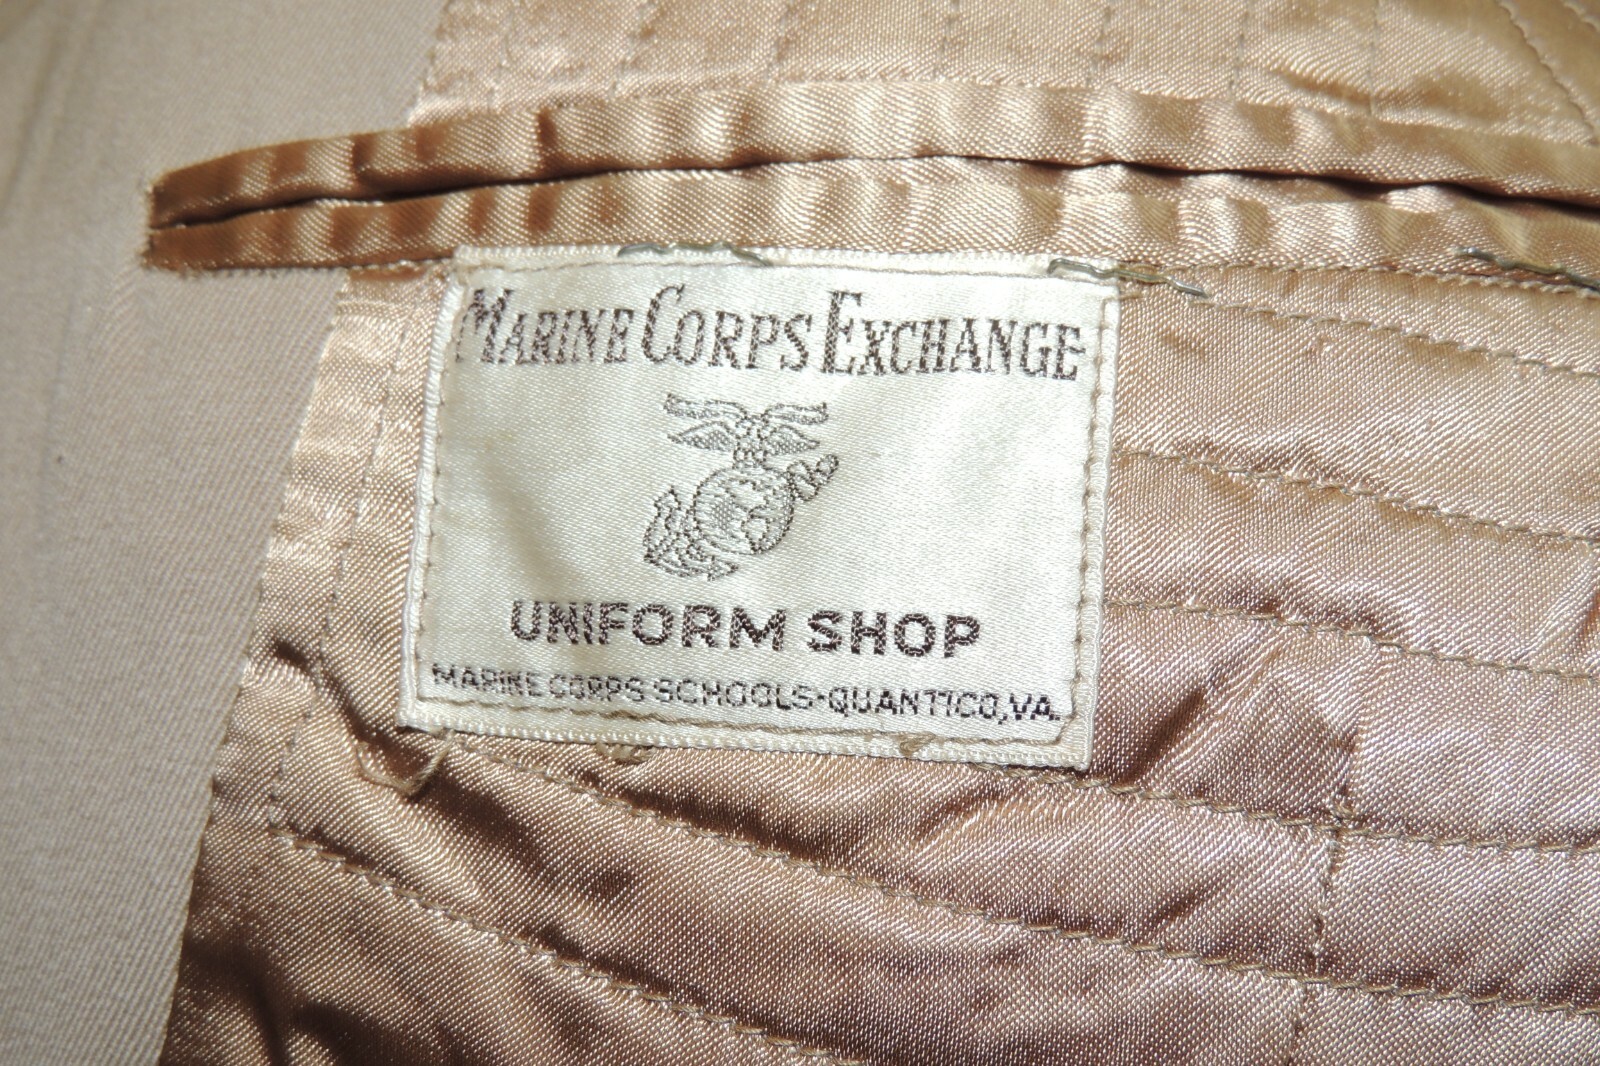 MARINE CORPS EXCHANGE
UNIFORM SHOP
MARINE CORPS SCHOOLS-QUANTICO, VA.